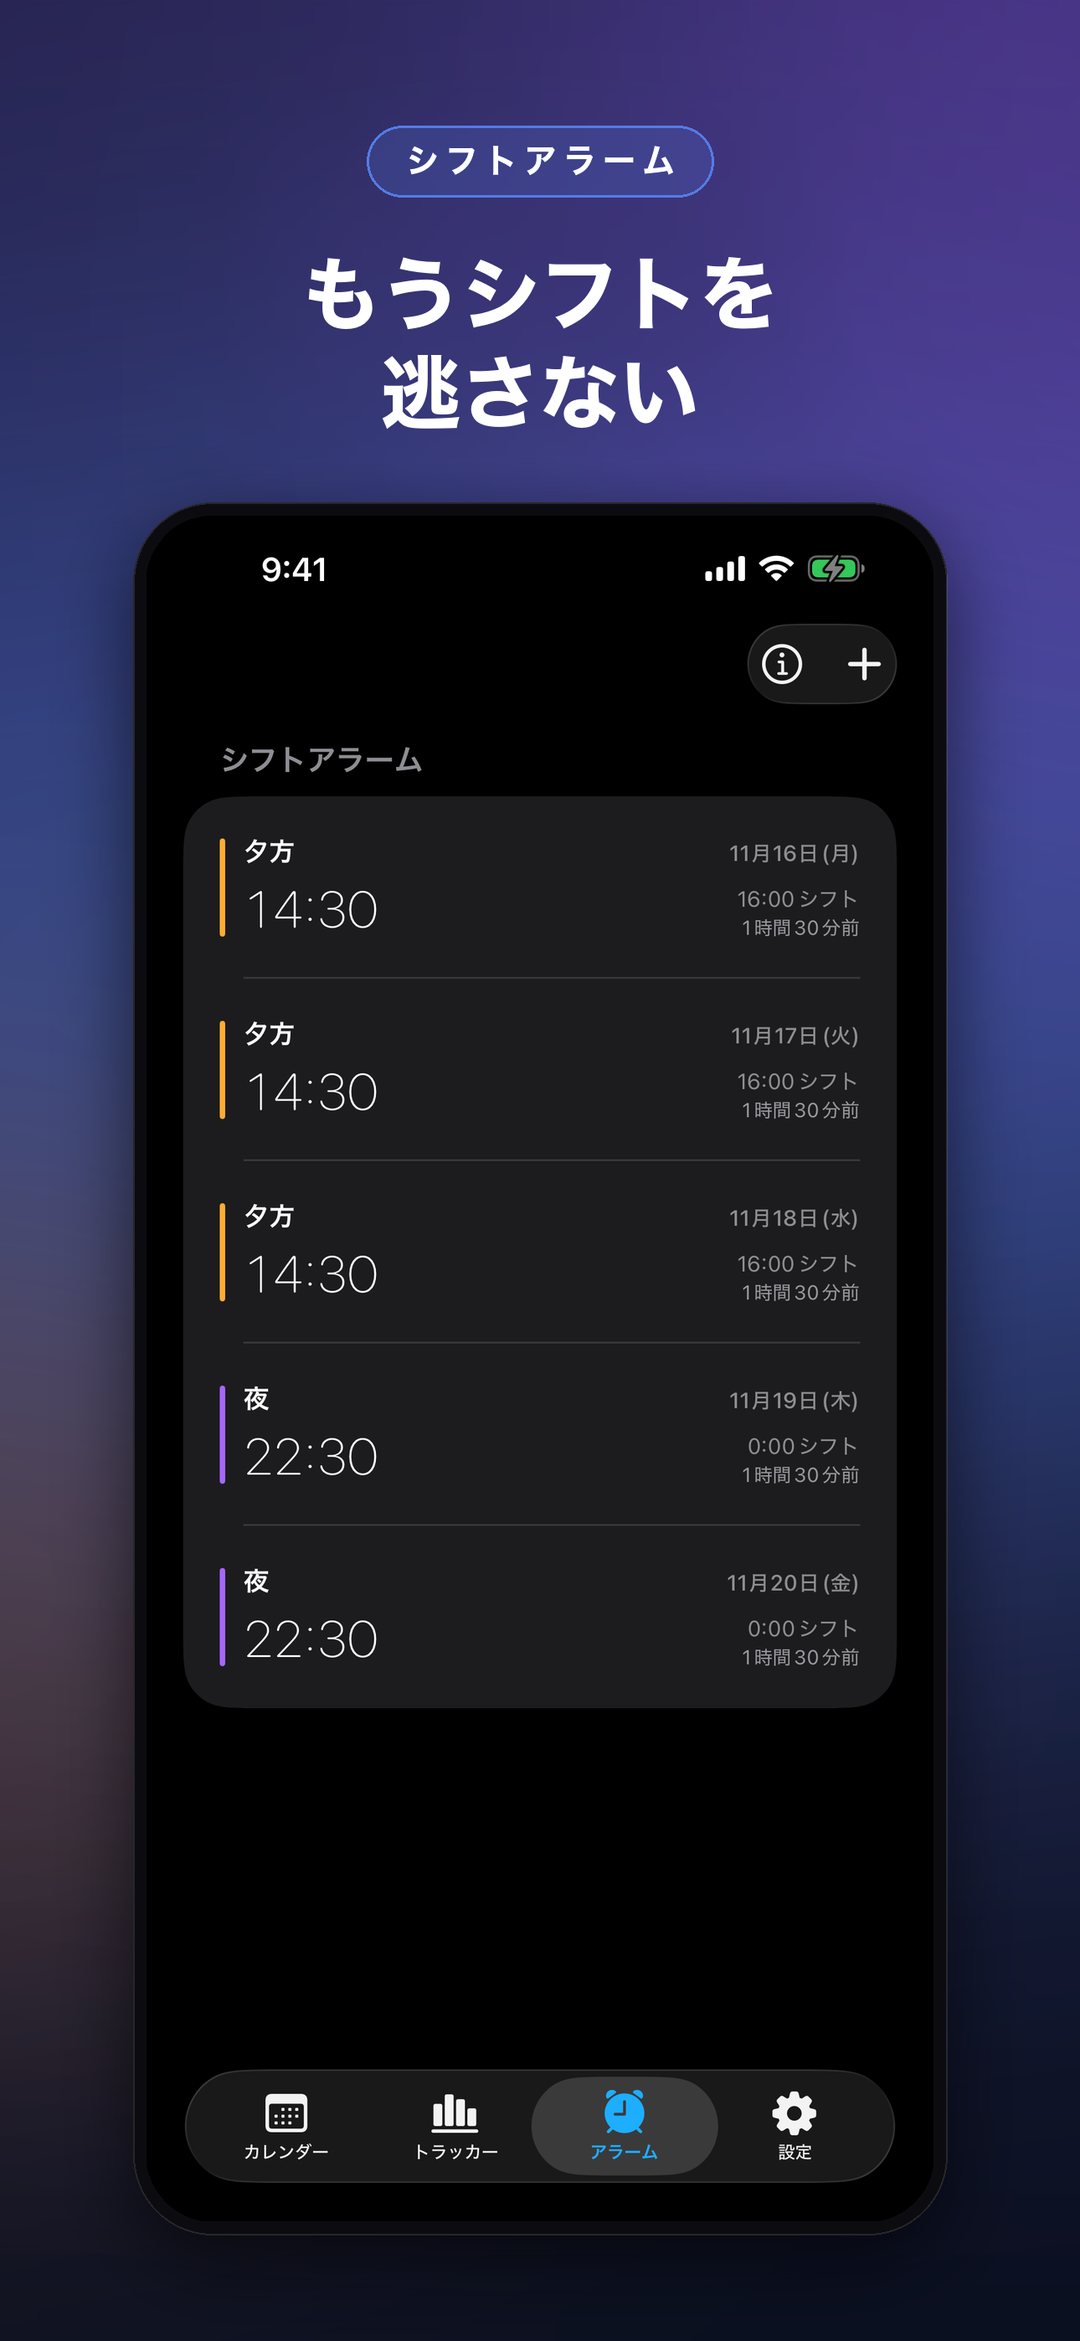 シフトアラーム
もうシフトを
逃さない
9:41
シフトアラーム
夕方
11月16日(月)
14:30
16:00 シフト
1時間30分前
夕方
11月17日(火)
14:30
16:00 シフト
1時間30分前
夕方
11月18日(水)
14:30
16:00 シフト
1時間30分前
夜
11月19日(木)
22:30
0:00 シフト
1時間30分前
夜
11月20日(金)
22:30
0:00 シフト
1時間30分前
カレンダー
トラッカー
アラーム
設定